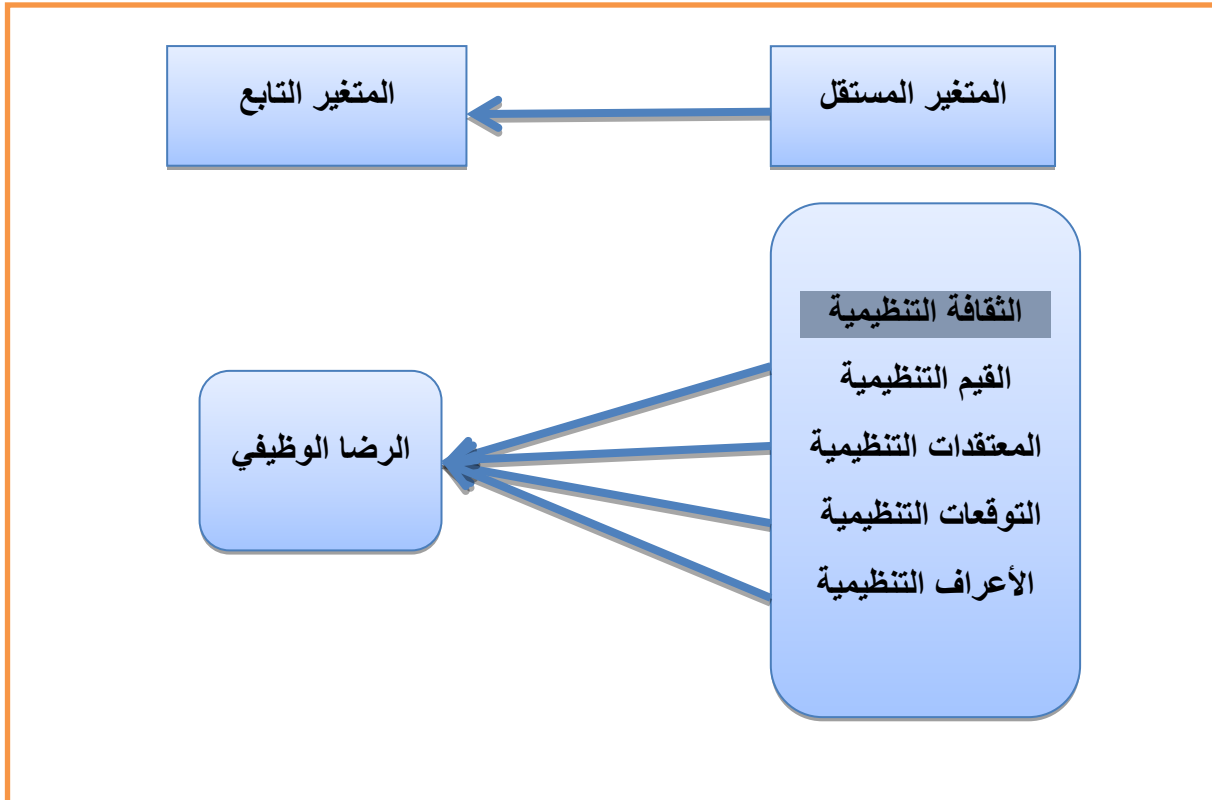 المتغير المستقل
المتغير التابع
الثقافة التنظيمية
القيم التنظيمية
المعتقدات التنظيمية
التوقعات التنظيمية
الأعراف التنظيمية
الرضا الوظيفي